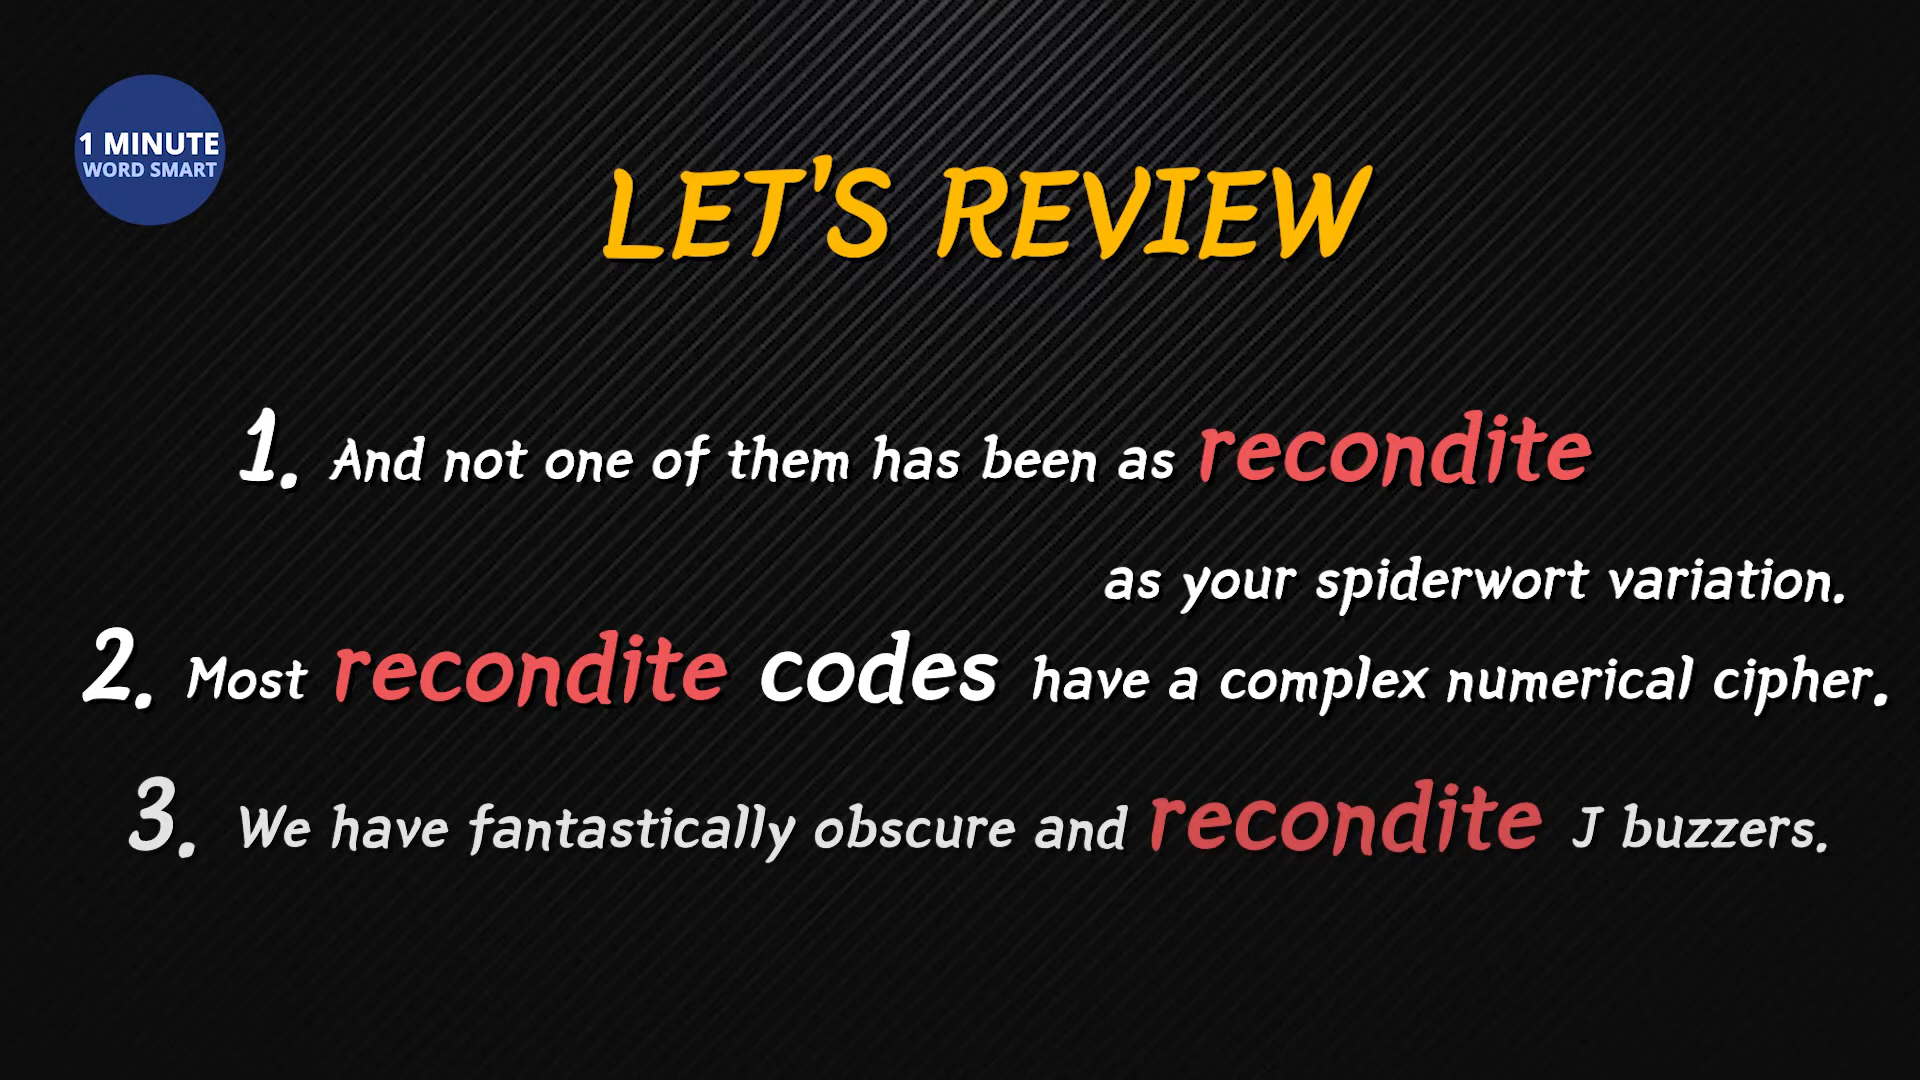 1 MINUTE
WORD SMART
LET'S REVIEW
1. And not one of them has been as recondite
as your spiderwort variation.
2. Most recondite codes have a complex numerical cipher.
3. We have fantastically obscure and recondite J buzzers.